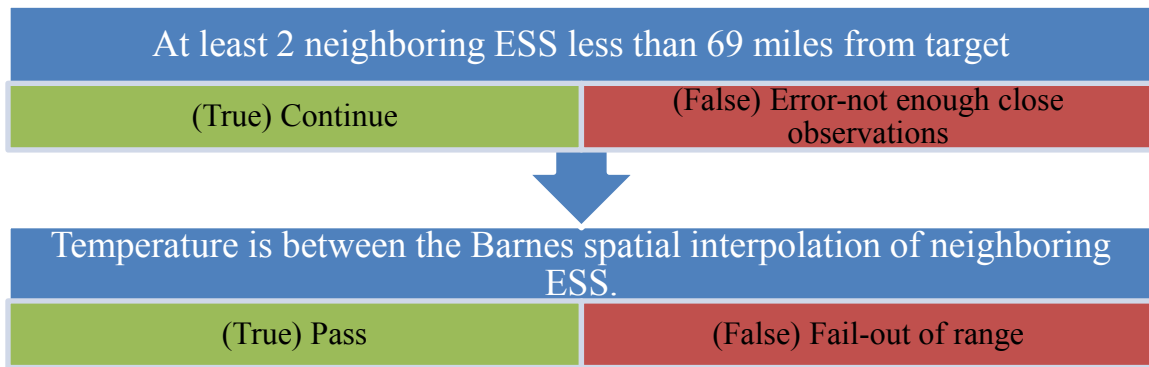 At least 2 neighboring ESS less than 69 miles from target
(True) Continue
(False) Error-not enough close
observations
Temperature is between the Barnes spatial interpolation of neighboring
ESS.
(True) Pass
(False) Fail-out of range